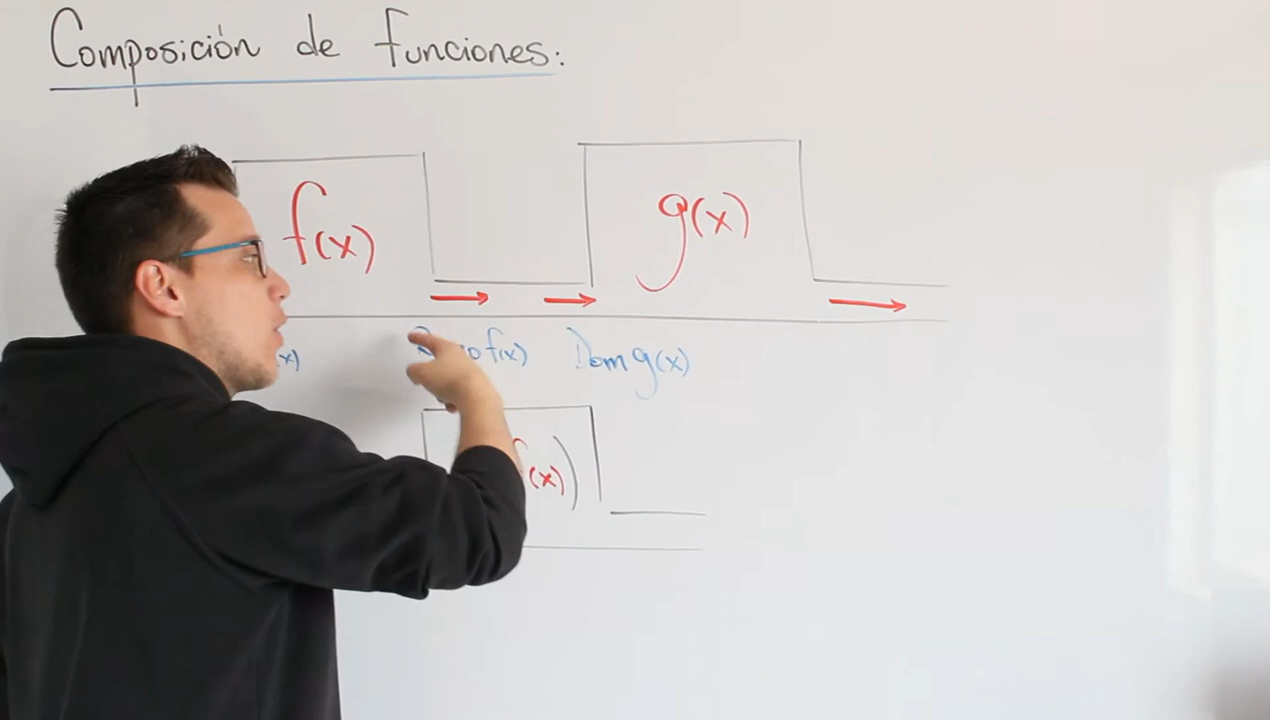 Composición de funciones:
f(x) g(x)
(x) f(x) Dom g(x)
(x))